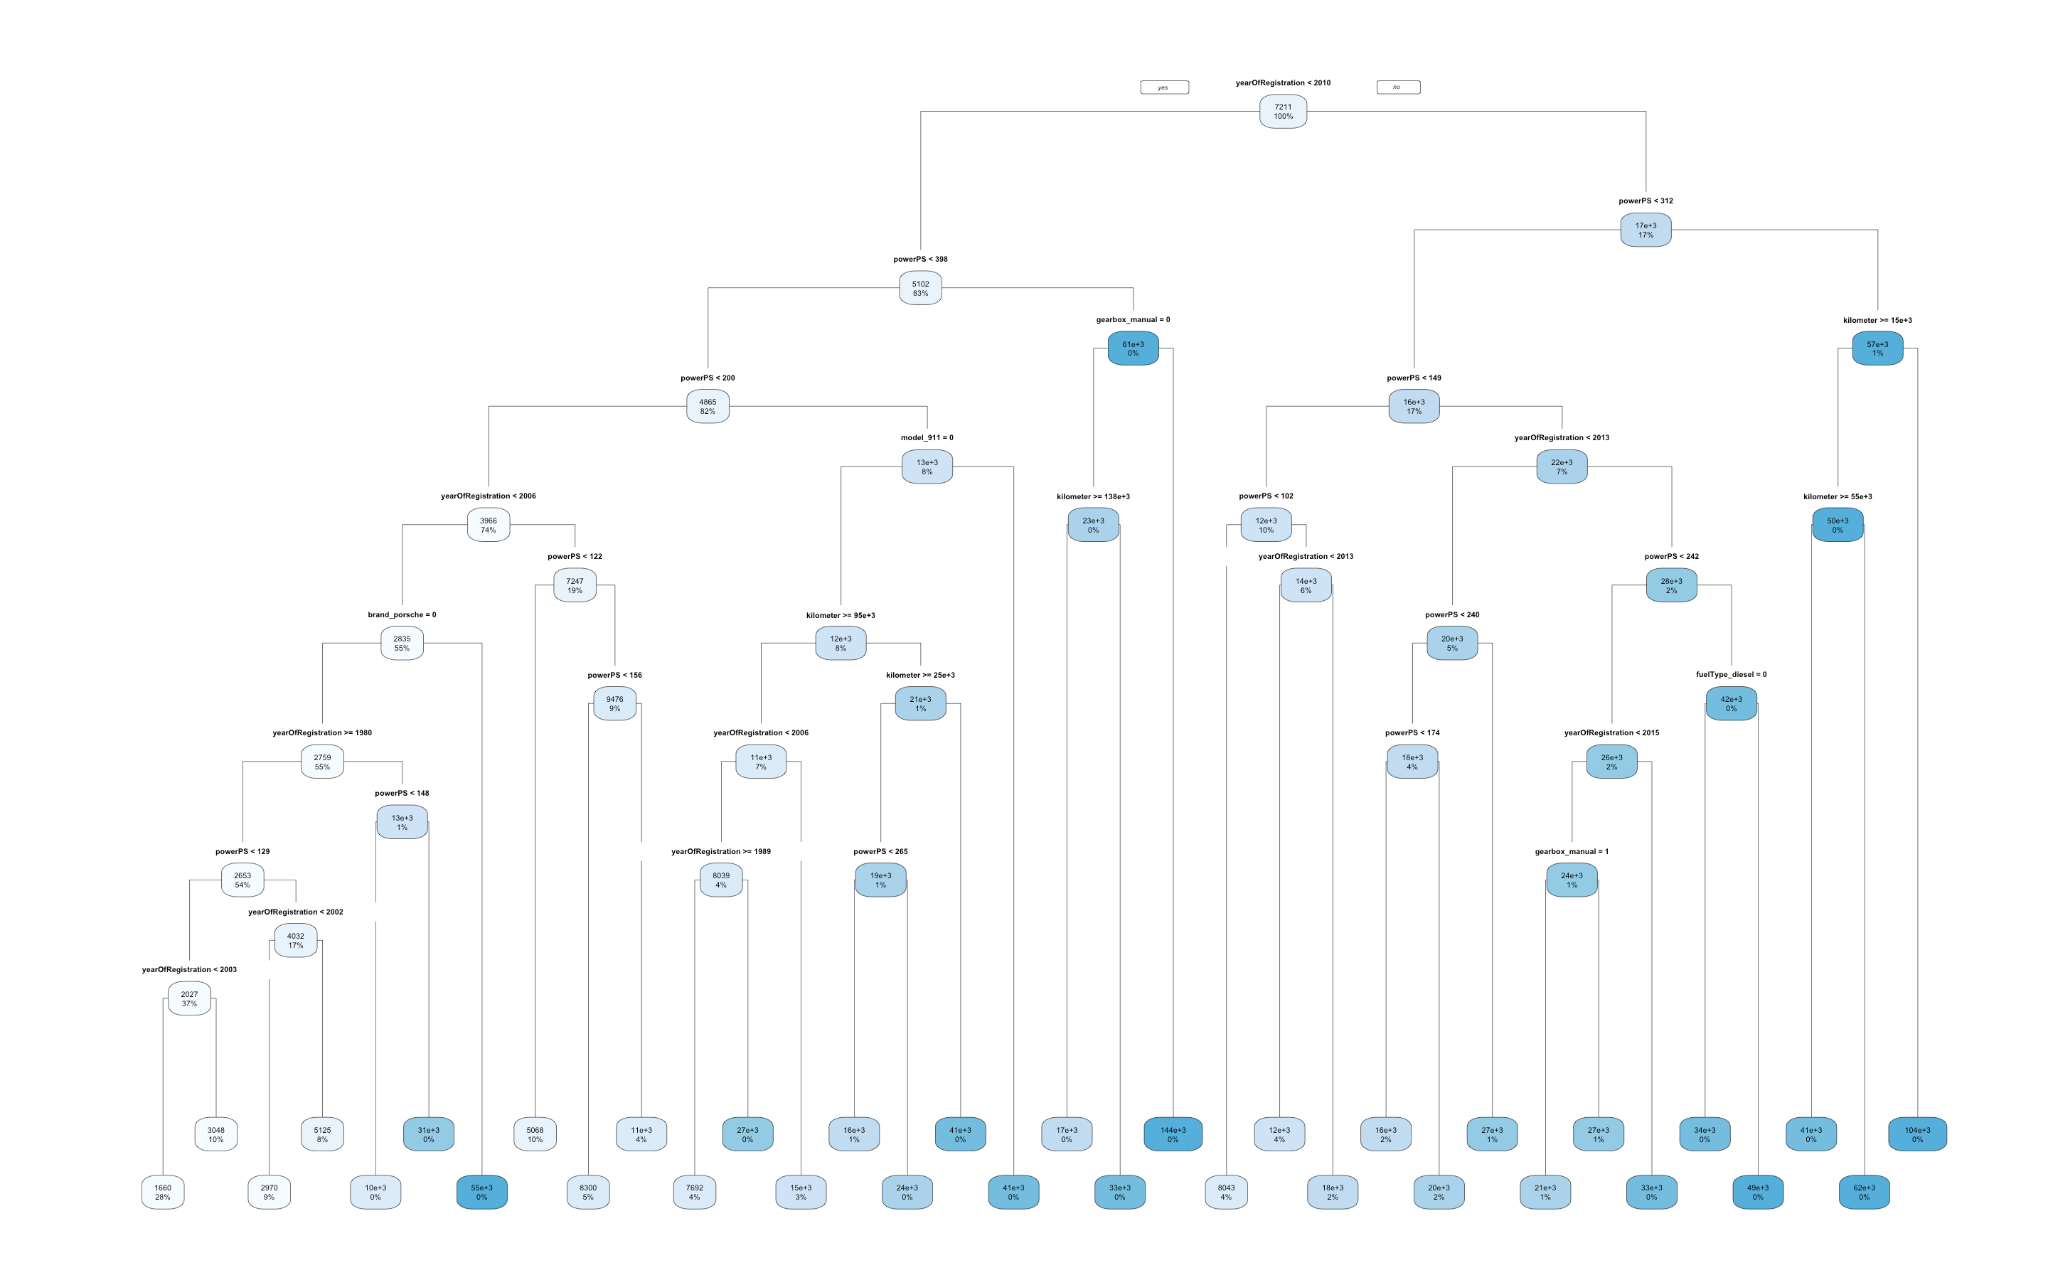 yes
yearOfRegistration < 2010
no
7211
100%
powerPS < 312
17e+3
17%
powerPS < 398
5102
83%
gearbox_manual = 0
61e+3
0%
kilometer >= 15e+3
57e+3
1%
powerPS < 200
4865
82%
powerPS < 149
16e+3
17%
model_911 = 0
13e+3
8%
yearOfRegistration < 2013
22e+3
7%
yearOfRegistration < 2006
3966
74%
kilometer >= 138e+3
23e+3
0%
powerPS < 102
12e+3
10%
kilometer >= 55e+3
50e+3
0%
powerPS < 122
7247
19%
yearOfRegistration < 2013
14e+3
6%
powerPS < 242
28e+3
2%
brand_porsche = 0
2835
55%
kilometer >= 95e+3
12e+3
8%
powerPS < 240
20e+3
5%
powerPS < 156
9476
9%
kilometer >= 25e+3
21e+3
1%
fuelType_diesel = 0
42e+3
0%
yearOfRegistration >= 1980
2759
55%
yearOfRegistration < 2006
11e+3
7%
powerPS < 174
18e+3
4%
yearOfRegistration < 2015
26e+3
2%
powerPS < 148
13e+3
1%
powerPS < 129
2653
54%
yearOfRegistration >= 1989
8039
4%
powerPS < 265
19e+3
1%
gearbox_manual = 1
24e+3
1%
yearOfRegistration < 2002
4032
17%
yearOfRegistration < 2003
2027
37%
3048
10%
5125
8%
31e+3
0%
5068
10%
11e+3
4%
27e+3
0%
16e+3
1%
41e+3
0%
17e+3
0%
144e+3
0%
12e+3
4%
16e+3
2%
27e+3
1%
27e+3
1%
34e+3
0%
41e+3
0%
104e+3
0%
1660
28%
2970
9%
10e+3
0%
55e+3
0%
8300
5%
7692
4%
15e+3
3%
24e+3
0%
41e+3
0%
33e+3
0%
8043
4%
18e+3
2%
20e+3
2%
21e+3
1%
33e+3
0%
49e+3
0%
62e+3
0%